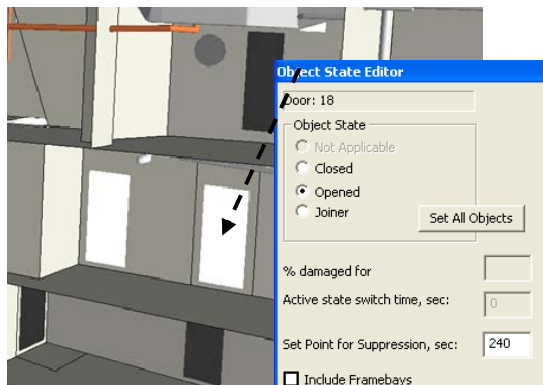 Object State Editor
Door: 18
Object State
Not Applicable
Closed
Opened
Joiner
Set All Objects
% damaged for
Active state switch time, sec:
0
Set Point for Suppression, sec:
240
Include Framebays